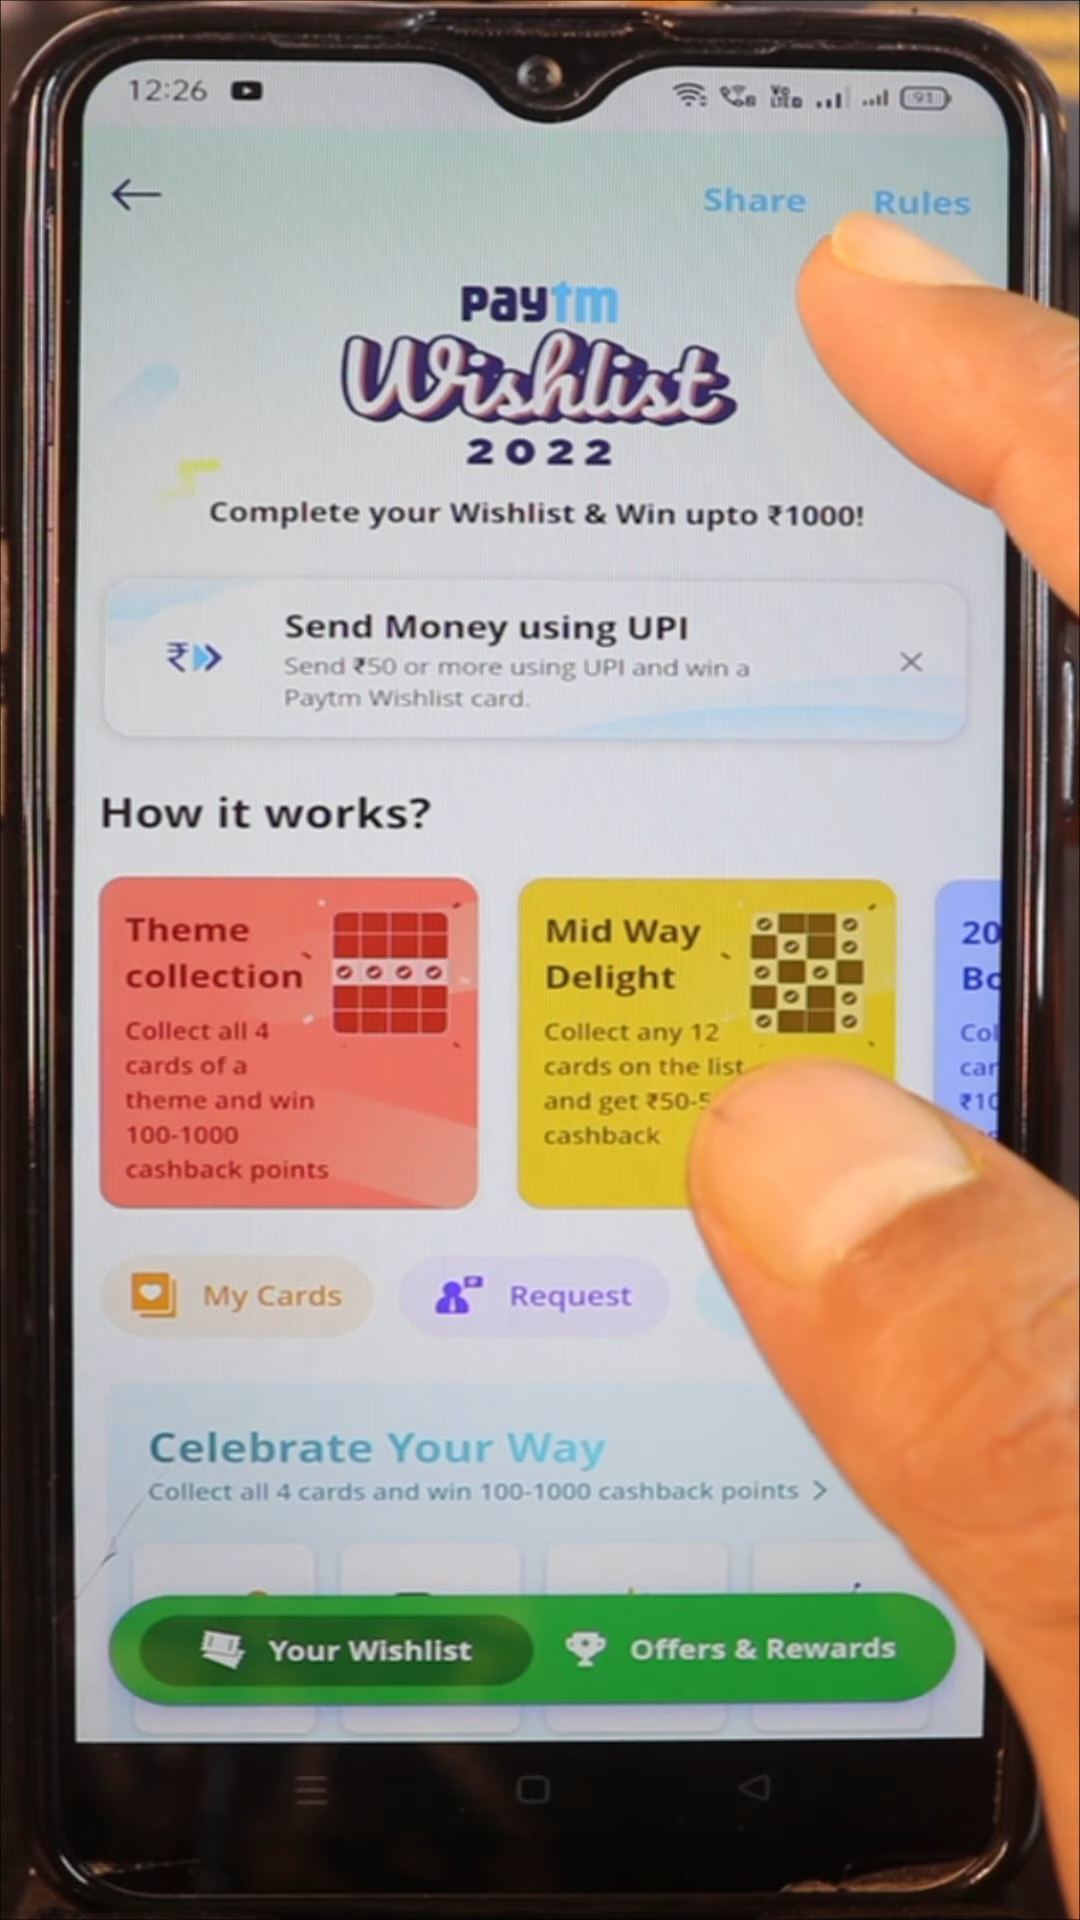 12:26
91
Share
Rules
paytm
Wishlist
2022
Complete your Wishlist & Win upto ₹1000!
Send Money using UPI
Send ₹50 or more using UPI and win a
Paytm Wishlist card.
How it works?
Theme
collection
Collect all 4
cards of a
theme and win
100-1000
cashback points
Mid Way
Delight
Collect any 12
cards on the list
and get ₹50-5
cashback
20
Bo
Col
car
₹10
My Cards
Request
Celebrate Your Way
Collect all 4 cards and win 100-1000 cashback points >
Your Wishlist
Offers & Rewards